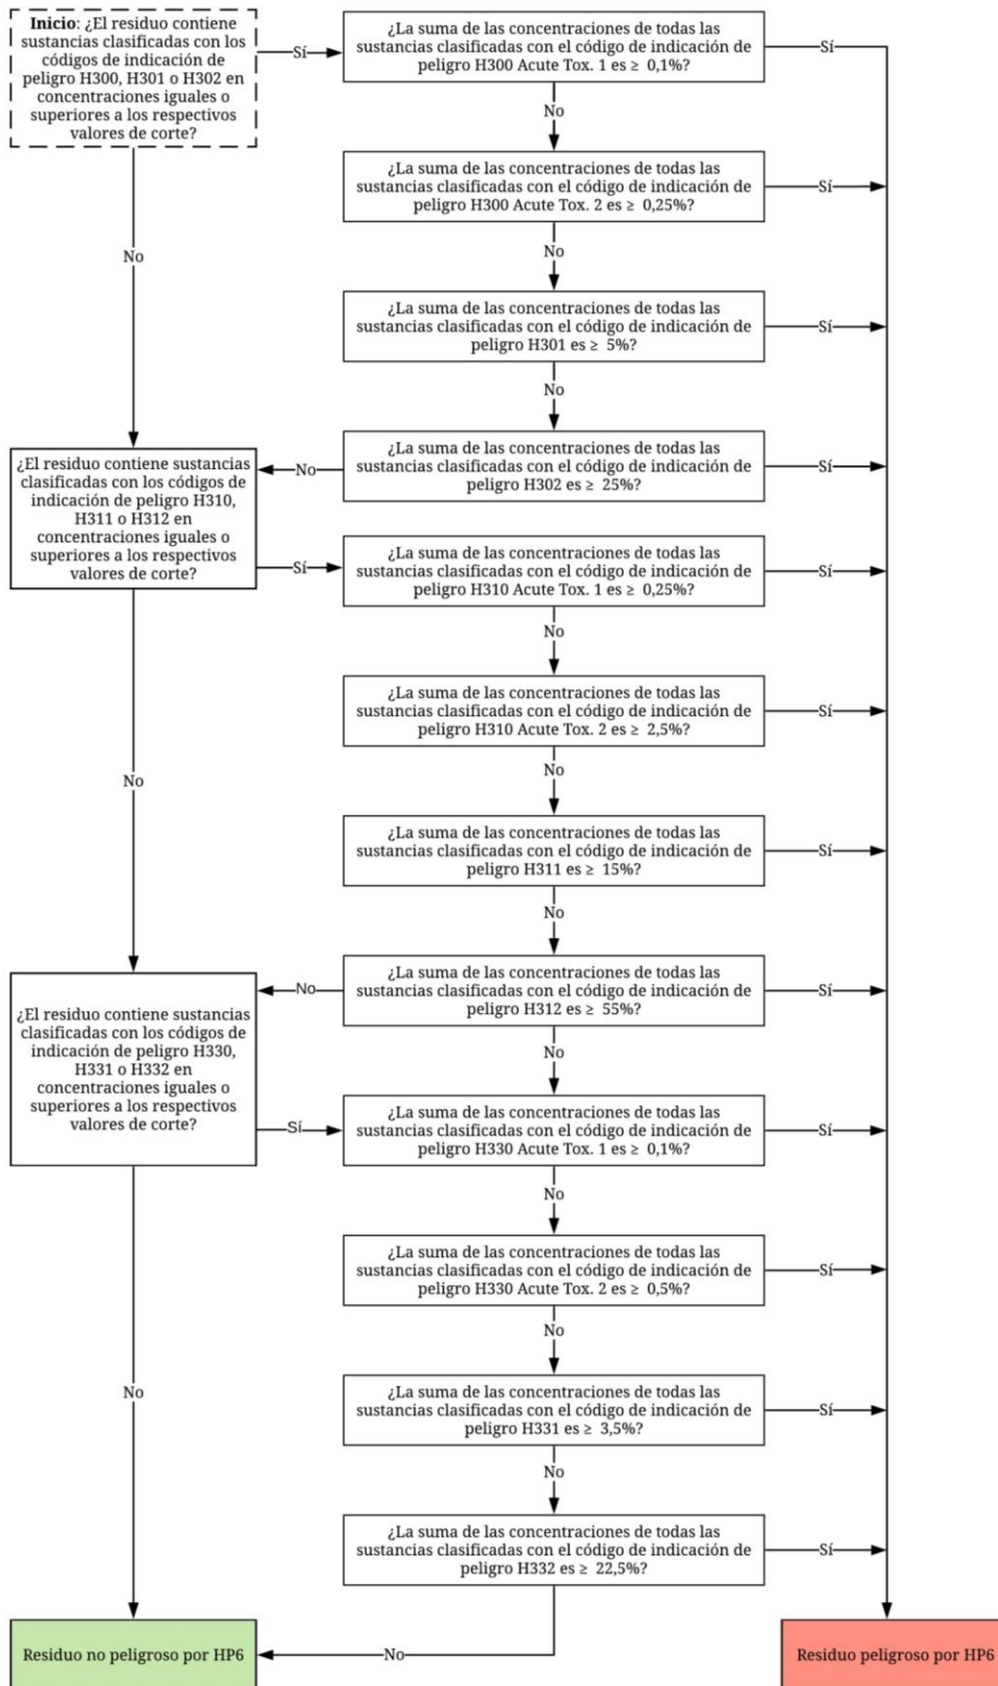 Inicio: ¿El residuo contiene
sustancias clasificadas con los
códigos de indicación de
peligro H300, H301 o H302 en
concentraciones iguales o
superiores a los respectivos
valores de corte?
Sí
¿La suma de las concentraciones de todas las
sustancias clasificadas con el código de indicación de
peligro H300 Acute Tox. 1 es ≥ 0,1%?
Sí
No
¿La suma de las concentraciones de todas las
sustancias clasificadas con el código de indicación de
peligro H300 Acute Tox. 2 es ≥ 0,25%?
Sí
No
No
¿La suma de las concentraciones de todas las
sustancias clasificadas con el código de indicación de
peligro H301 es ≥ 5%?
Sí
No
¿La suma de las concentraciones de todas las
sustancias clasificadas con el código de indicación de
peligro H302 es ≥ 25%?
Sí
No
¿El residuo contiene sustancias
clasificadas con los códigos de
indicación de peligro H310,
H311 o H312 en
concentraciones iguales o
superiores a los respectivos
valores de corte?
Sí
¿La suma de las concentraciones de todas las
sustancias clasificadas con el código de indicación de
peligro H310 Acute Tox. 1 es ≥ 0,25%?
Sí
No
¿La suma de las concentraciones de todas las
sustancias clasificadas con el código de indicación de
peligro H310 Acute Tox. 2 es ≥ 2,5%?
Sí
No
No
¿La suma de las concentraciones de todas las
sustancias clasificadas con el código de indicación de
peligro H311 es ≥ 15%?
Sí
No
¿La suma de las concentraciones de todas las
sustancias clasificadas con el código de indicación de
peligro H312 es ≥ 55%?
Sí
No
¿El residuo contiene sustancias
clasificadas con los códigos de
indicación de peligro H330,
H331 o H332 en
concentraciones iguales o
superiores a los respectivos
valores de corte?
No
Sí
¿La suma de las concentraciones de todas las
sustancias clasificadas con el código de indicación de
peligro H330 Acute Tox. 1 es ≥ 0,1%?
Sí
No
¿La suma de las concentraciones de todas las
sustancias clasificadas con el código de indicación de
peligro H330 Acute Tox. 2 es ≥ 0,5%?
Sí
No
No
¿La suma de las concentraciones de todas las
sustancias clasificadas con el código de indicación de
peligro H331 es ≥ 3,5%?
Sí
No
¿La suma de las concentraciones de todas las
sustancias clasificadas con el código de indicación de
peligro H332 es ≥ 22,5%?
Sí
No
Residuo no peligroso por HP6
Residuo peligroso por HP6